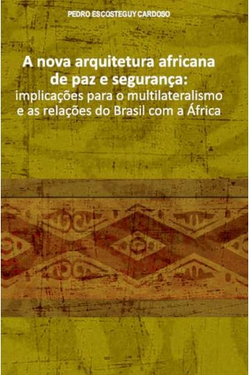 PEDRO ESCOSTEGUY CARDOSO
A nova arquitetura africana
de paz e segurança:
implicações para o multilateralismo
e as relações do Brasil com a África